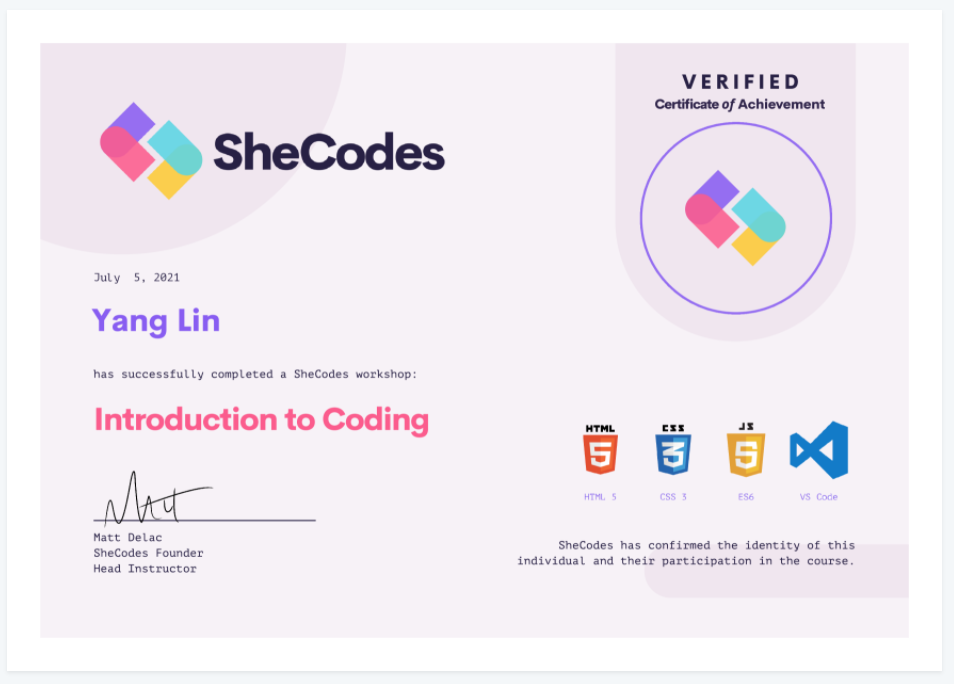 VERIFIED
Certificate of Achievement
SheCodes
July 5, 2021
Yang Lin
has successfully completed a SheCodes workshop:
Introduction to Coding
HTML
5
CSS
3
JS
5
HTML 5
CSS 3
ES6
VS Code
Matt
Matt Delac
SheCodes Founder
Head Instructor
SheCodes has confirmed the identity of this
individual and their participation in the course.